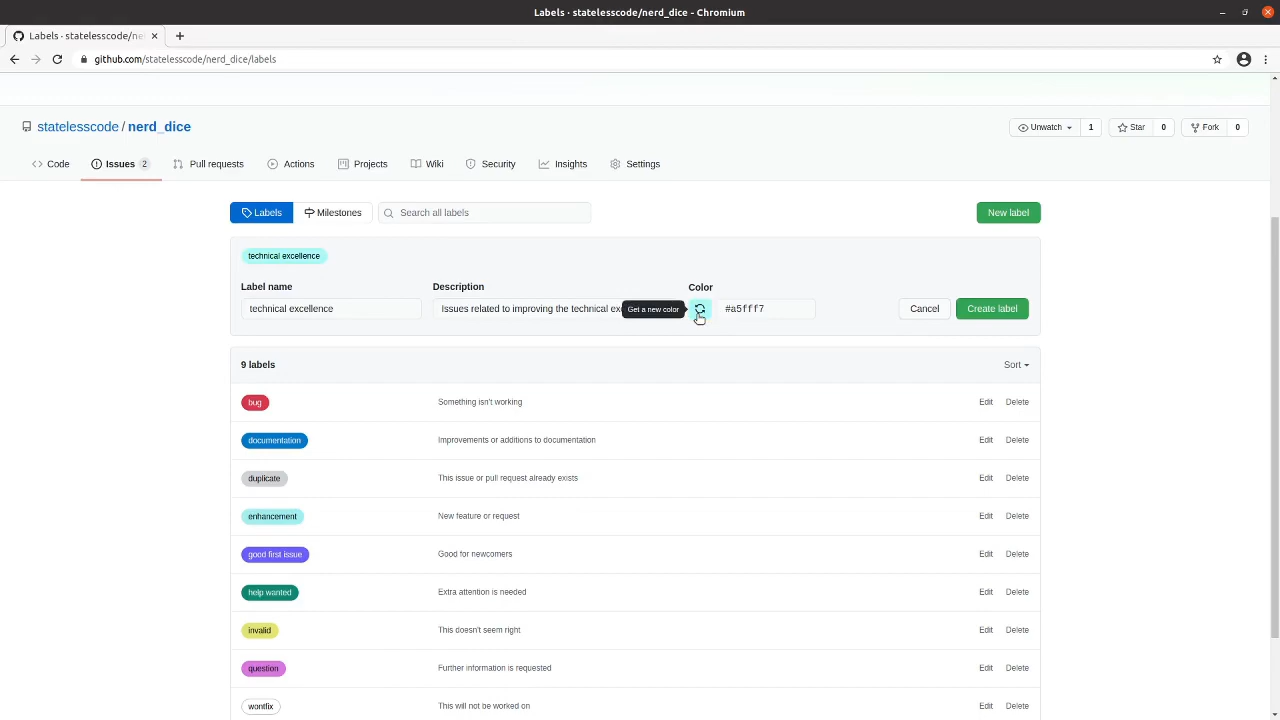 Labels · statelesscode/nerd_dice - Chromium
Labels · statelesscode/ne
github.com/statelesscode/nerd_dice/labels
statelesscode / nerd_dice
Unwatch 1 Star 0 Fork 0
Code Issues 2 Pull requests Actions Projects Wiki Security Insights Settings
Labels Milestones Search all labels New label
technical excellence
Label name Description Color
technical excellence Issues related to improving the technical ex Get a new color #a5fff7 Cancel Create label
9 labels Sort
bug Something isn't working Edit Delete
documentation Improvements or additions to documentation Edit Delete
duplicate This issue or pull request already exists Edit Delete
enhancement New feature or request Edit Delete
good first issue Good for newcomers Edit Delete
help wanted Extra attention is needed Edit Delete
invalid This doesn't seem right Edit Delete
question Further information is requested Edit Delete
wontfix This will not be worked on Edit Delete